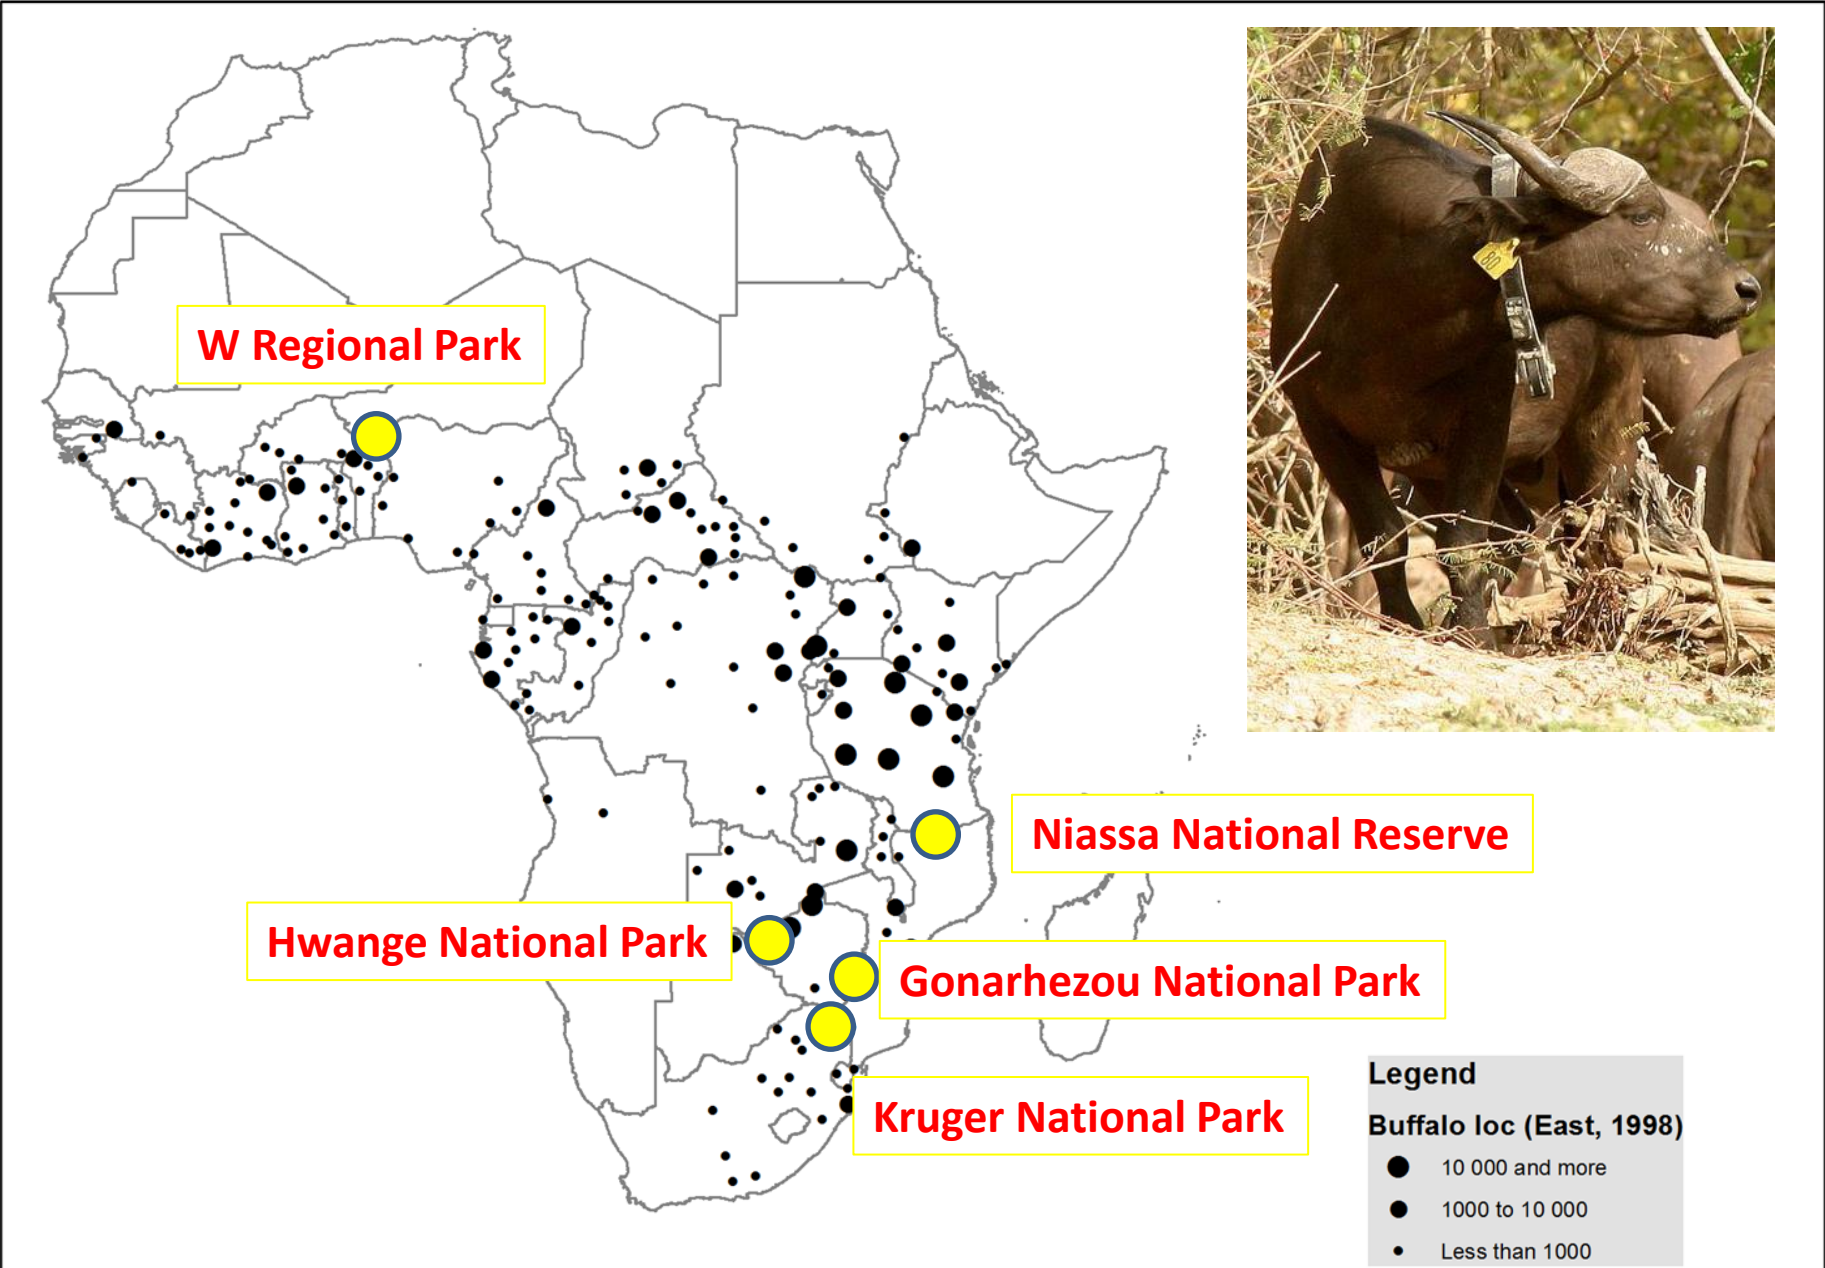 W Regional Park
Niassa National Reserve
Hwange National Park
Gonarhezou National Park
Kruger National Park
80
Legend
Buffalo loc (East, 1998)
10 000 and more
1000 to 10 000
Less than 1000